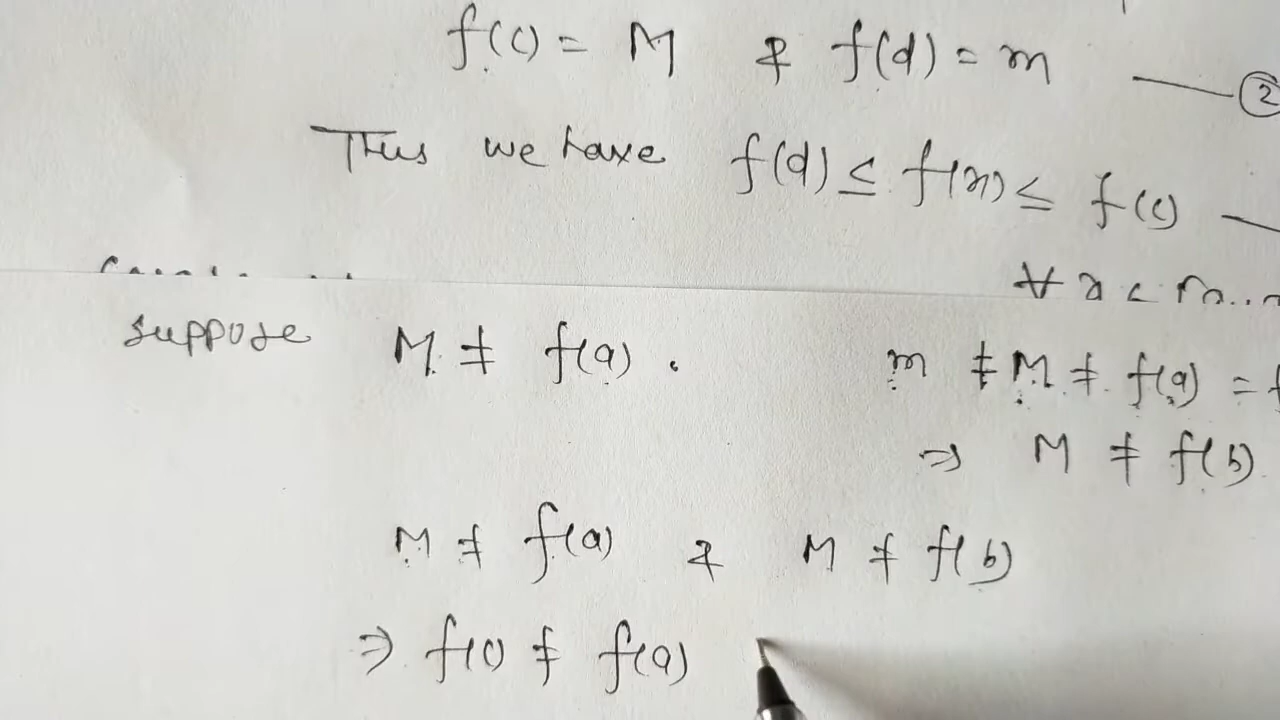 f(c) = M & f(d) = m — ②
Thus we have f(d) ≤ f(x) ≤ f(c) —
∀ x
suppose M ≠ f(a). m ≠ M ≠ f(a) =
⇒ M ≠ f(b)
M ≠ f(a) & M ≠ f(b)
⇒ f(c) ≠ f(a)